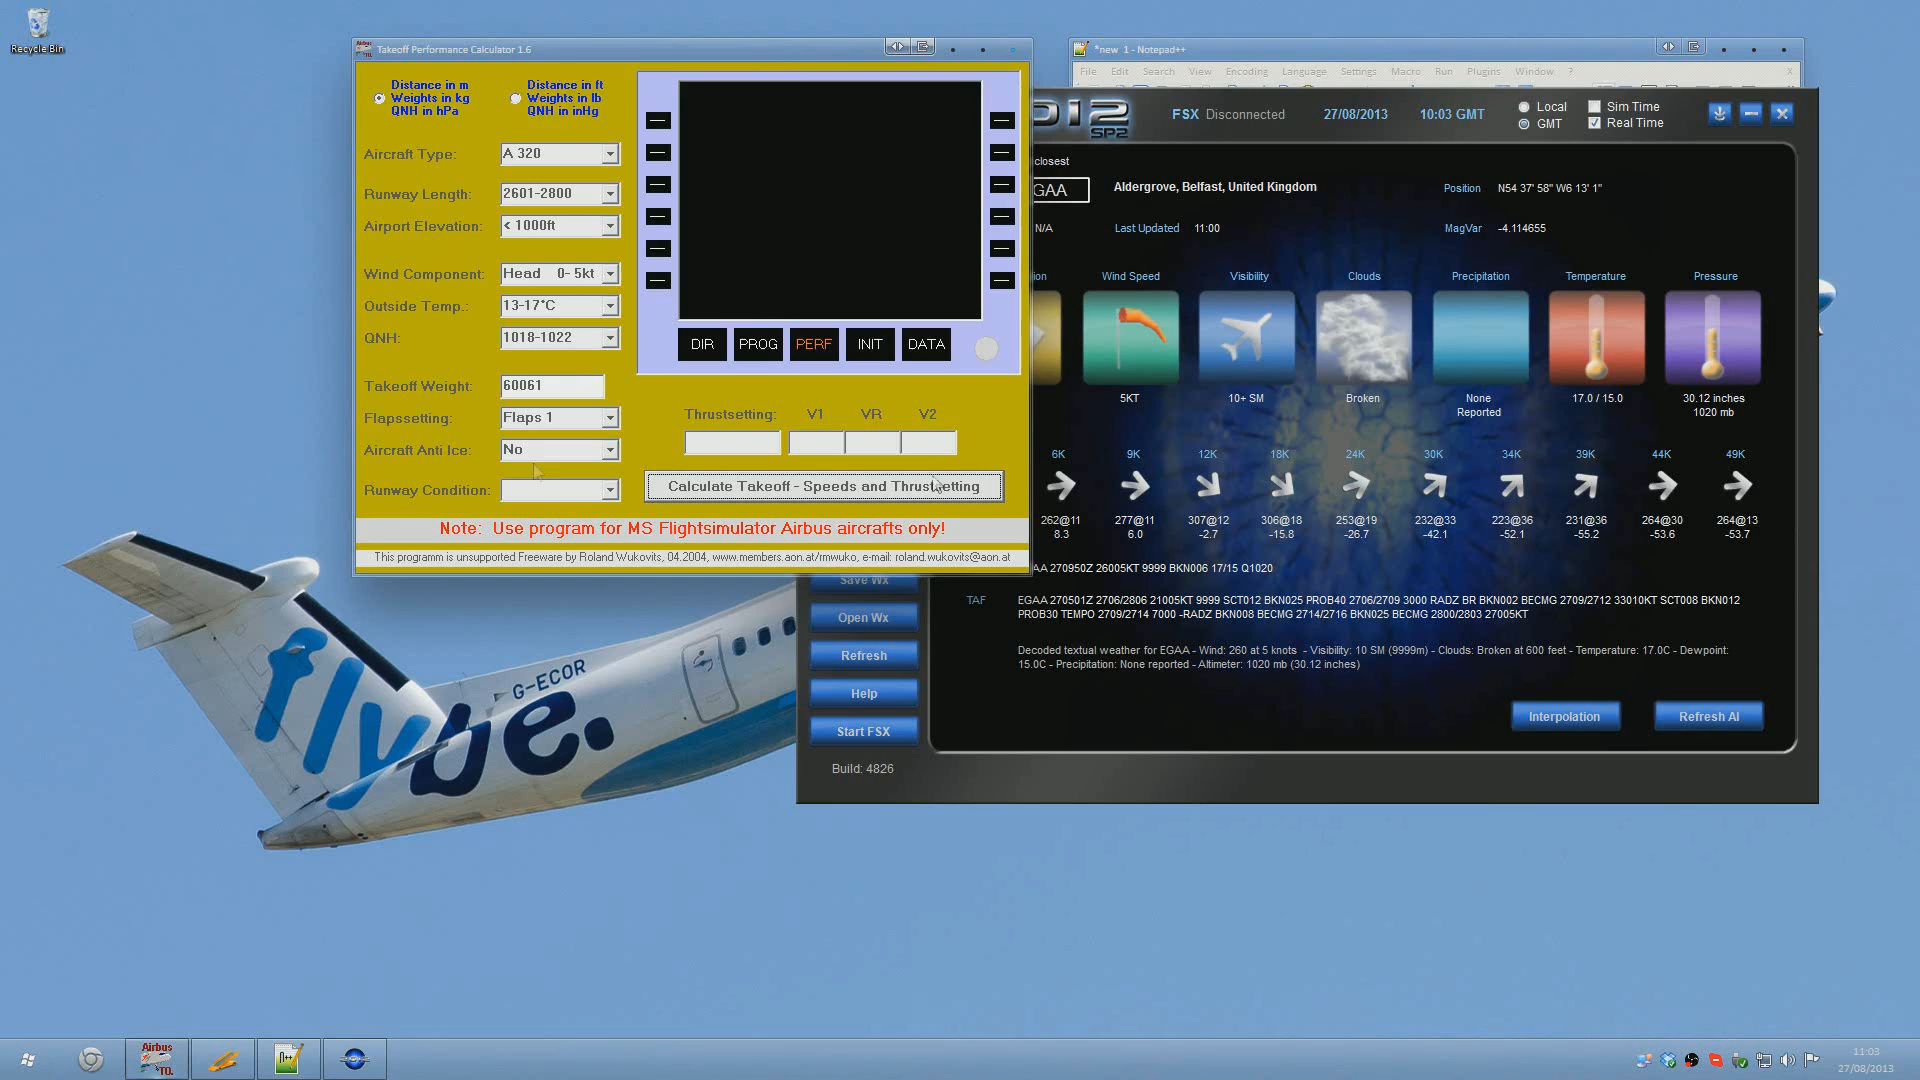 Recycle Bin
Airbus TO.
Takeoff Performance Calculator 1.6
Distance in m
Weights in kg
QNH in hPa
Distance in ft
Weights in lb
QNH in inHg
Aircraft Type:
A 320
Runway Length:
2601-2800
Airport Elevation:
< 1000ft
Wind Component:
Head 0- 5kt
Outside Temp.:
13-17°C
QNH:
1018-1022
Takeoff Weight:
60061
Flapssetting:
Flaps 1
Aircraft Anti Ice:
No
Runway Condition:
DIR PROG PERF INIT DATA
Thrustsetting: V1 VR V2
Calculate Takeoff - Speeds and Thrustsetting
Note: Use program for MS Flightsimulator Airbus aircrafts only!
This programm is unsupported Freeware by Roland Wukovits, 04.2004, www.members.aon.at/rmwuko, e-mail: roland.wukovits@aon.at
*new 1 - Notepad++
File Edit Search View Encoding Language Settings Macro Run Plugins Window ? X
012
SP2
FSX Disconnected
27/08/2013
10:03 GMT
Local
GMT
Sim Time
Real Time
closest
GAA
Aldergrove, Belfast, United Kingdom
Position N54 37' 58" W6 13' 1"
N/A
Last Updated 11:00
MagVar -4.114655
ion
Wind Speed
Visibility
Clouds
Precipitation
Temperature
Pressure
5KT
10+ SM
Broken
None
Reported
17.0 / 15.0
30.12 inches
1020 mb
6K 9K 12K 18K 24K 30K 34K 39K 44K 49K
262@11 277@11 307@12 306@18 253@19 232@33 223@36 231@36 264@30 264@13
8.3 6.0 -2.7 -15.8 -26.7 -42.1 -52.1 -55.2 -53.6 -53.7
AA 270950Z 26005KT 9999 BKN006 17/15 Q1020
TAF
EGAA 270501Z 2706/2806 21005KT 9999 SCT012 BKN025 PROB40 2706/2709 3000 RADZ BR BKN002 BECMG 2709/2712 33010KT SCT008 BKN012
PROB30 TEMPO 2709/2714 7000 -RADZ BKN008 BECMG 2714/2716 BKN025 BECMG 2800/2803 27005KT
Decoded textual weather for EGAA - Wind: 260 at 5 knots - Visibility: 10 SM (9999m) - Clouds: Broken at 600 feet - Temperature: 17.0C - Dewpoint:
15.0C - Precipitation: None reported - Altimeter: 1020 mb (30.12 inches)
Interpolation
Refresh AI
Save Wx
Open Wx
Refresh
Help
Start FSX
Build: 4826
G-ECOR
flybe.
Airbus
TO.
n++
11:03
27/08/2013